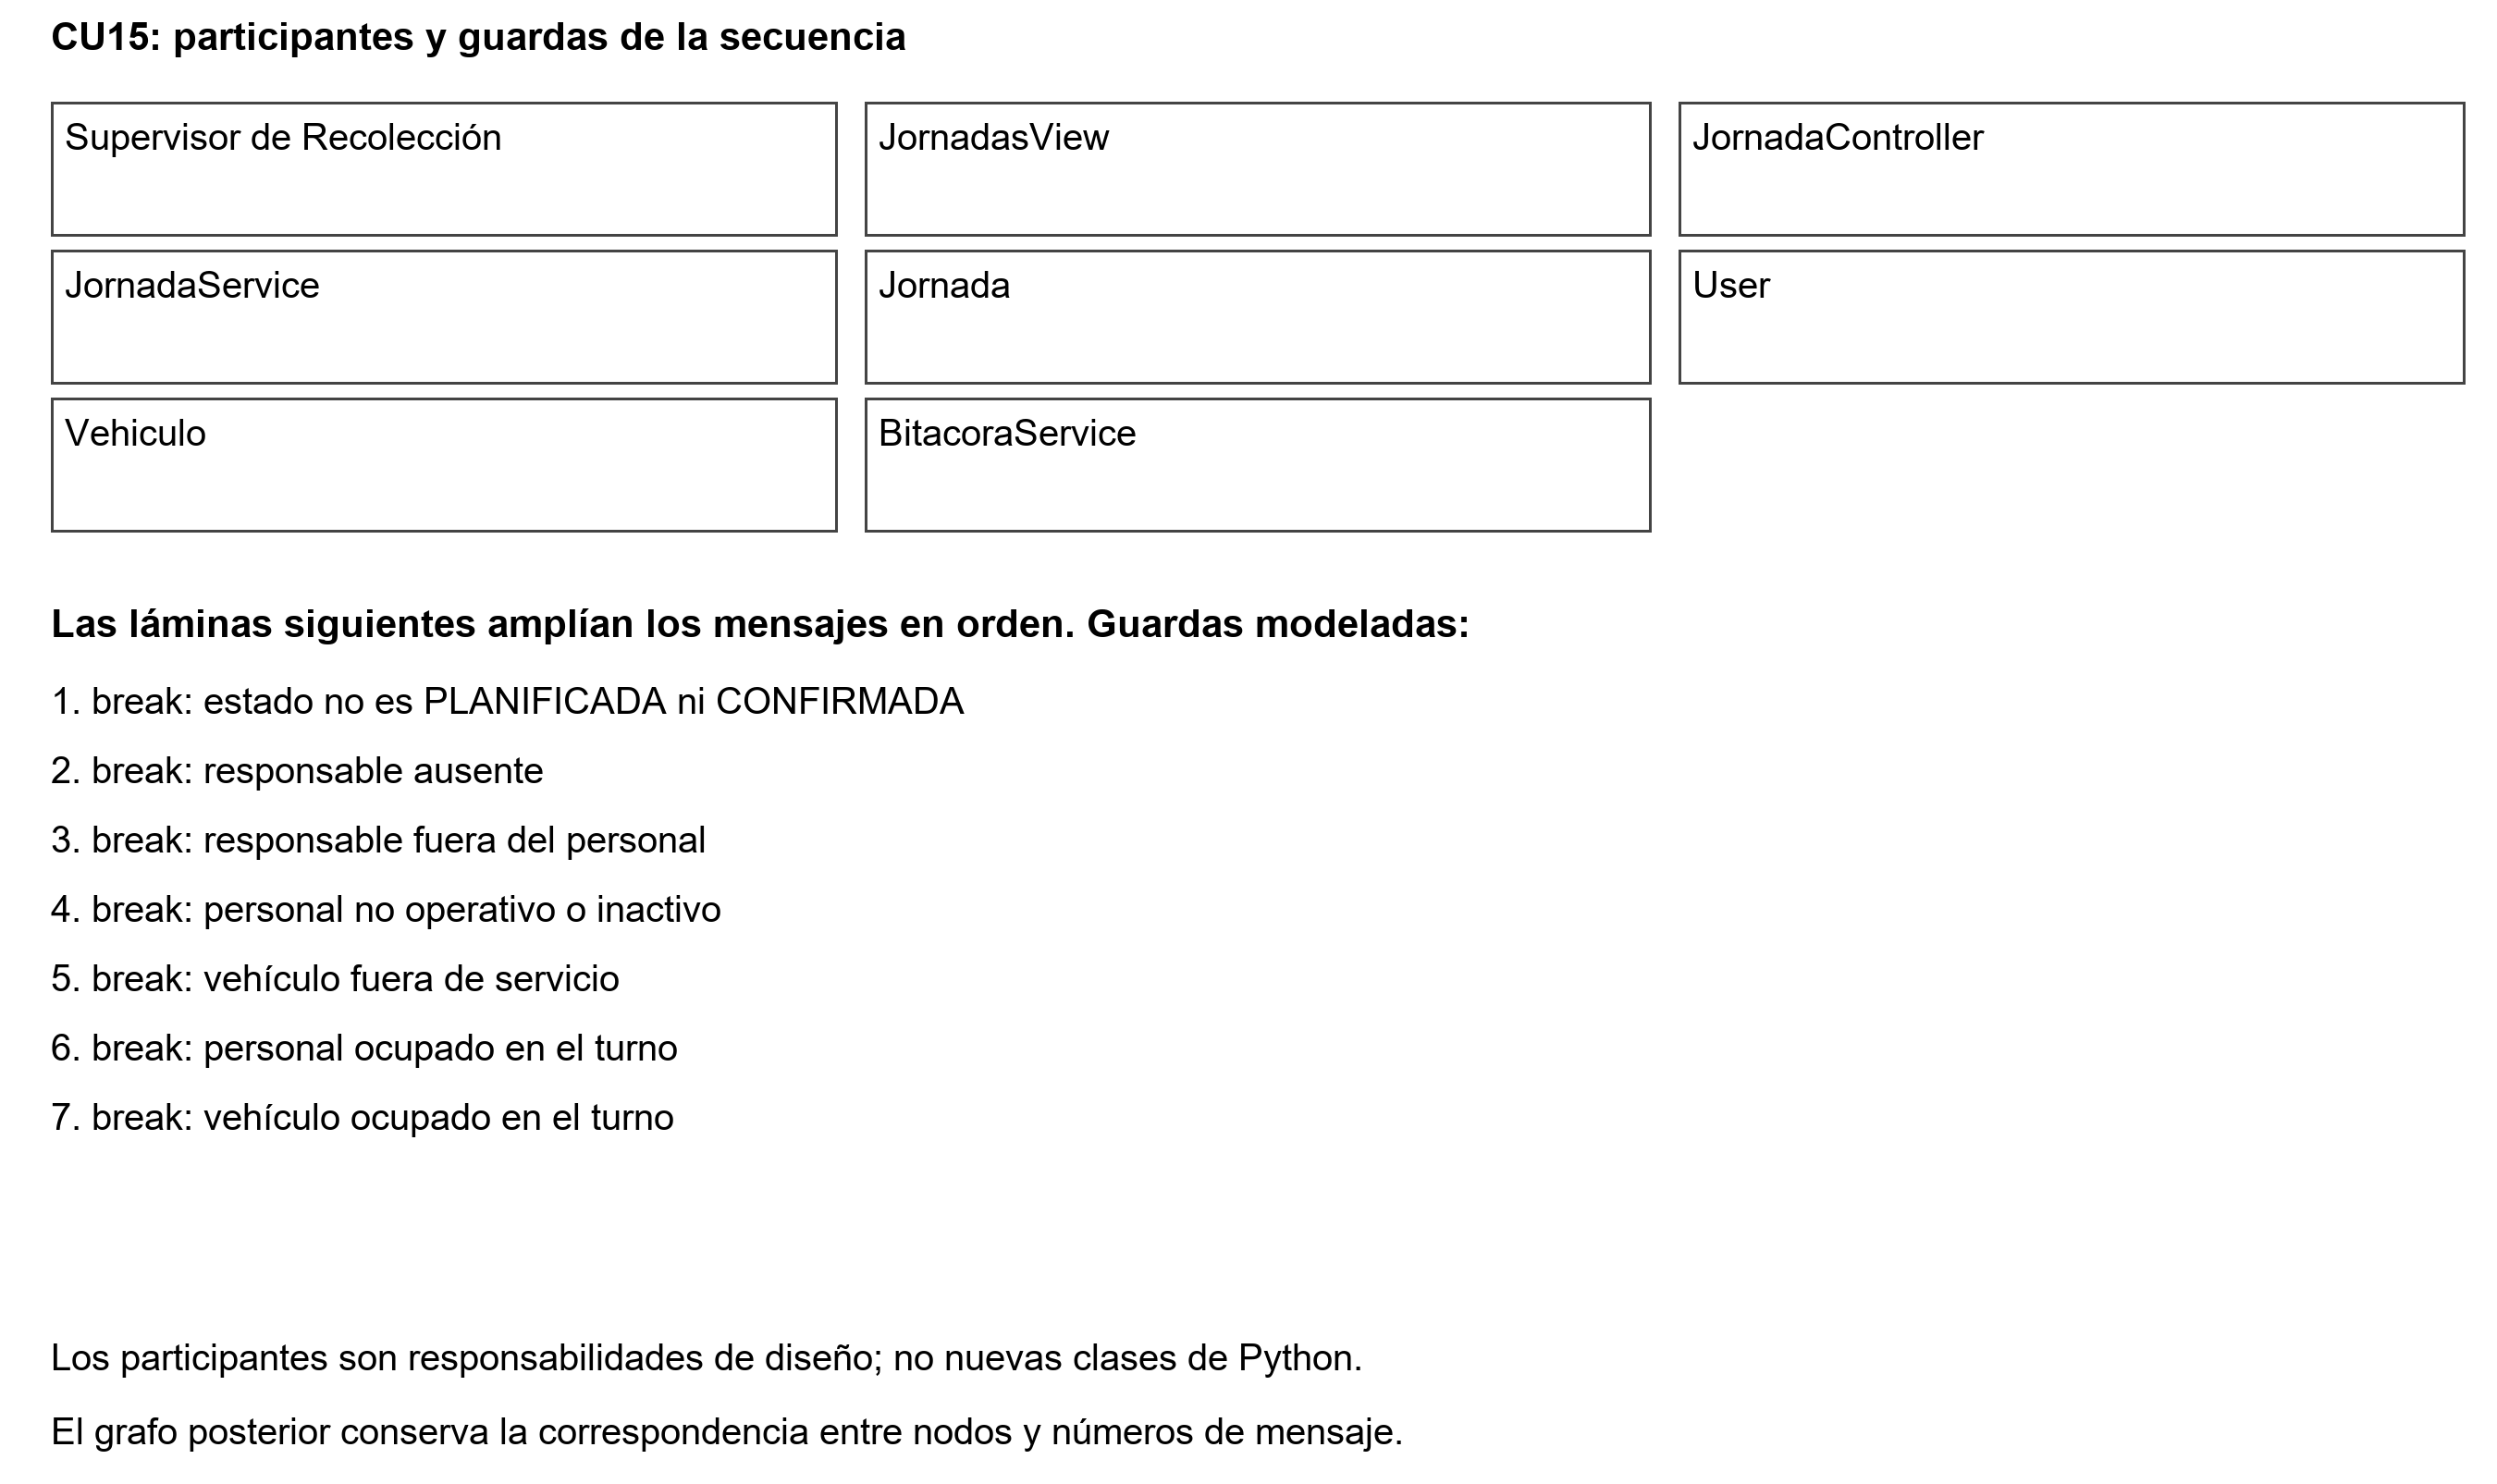 CU15: participantes y guardas de la secuencia
Supervisor de Recolección
JornadasView
JornadaController
JornadaService
Jornada
User
Vehiculo
BitacoraService
Las láminas siguientes amplían los mensajes en orden. Guardas modeladas:
1. break: estado no es PLANIFICADA ni CONFIRMADA
2. break: responsable ausente
3. break: responsable fuera del personal
4. break: personal no operativo o inactivo
5. break: vehículo fuera de servicio
6. break: personal ocupado en el turno
7. break: vehículo ocupado en el turno
Los participantes son responsabilidades de diseño; no nuevas clases de Python.
El grafo posterior conserva la correspondencia entre nodos y números de mensaje.